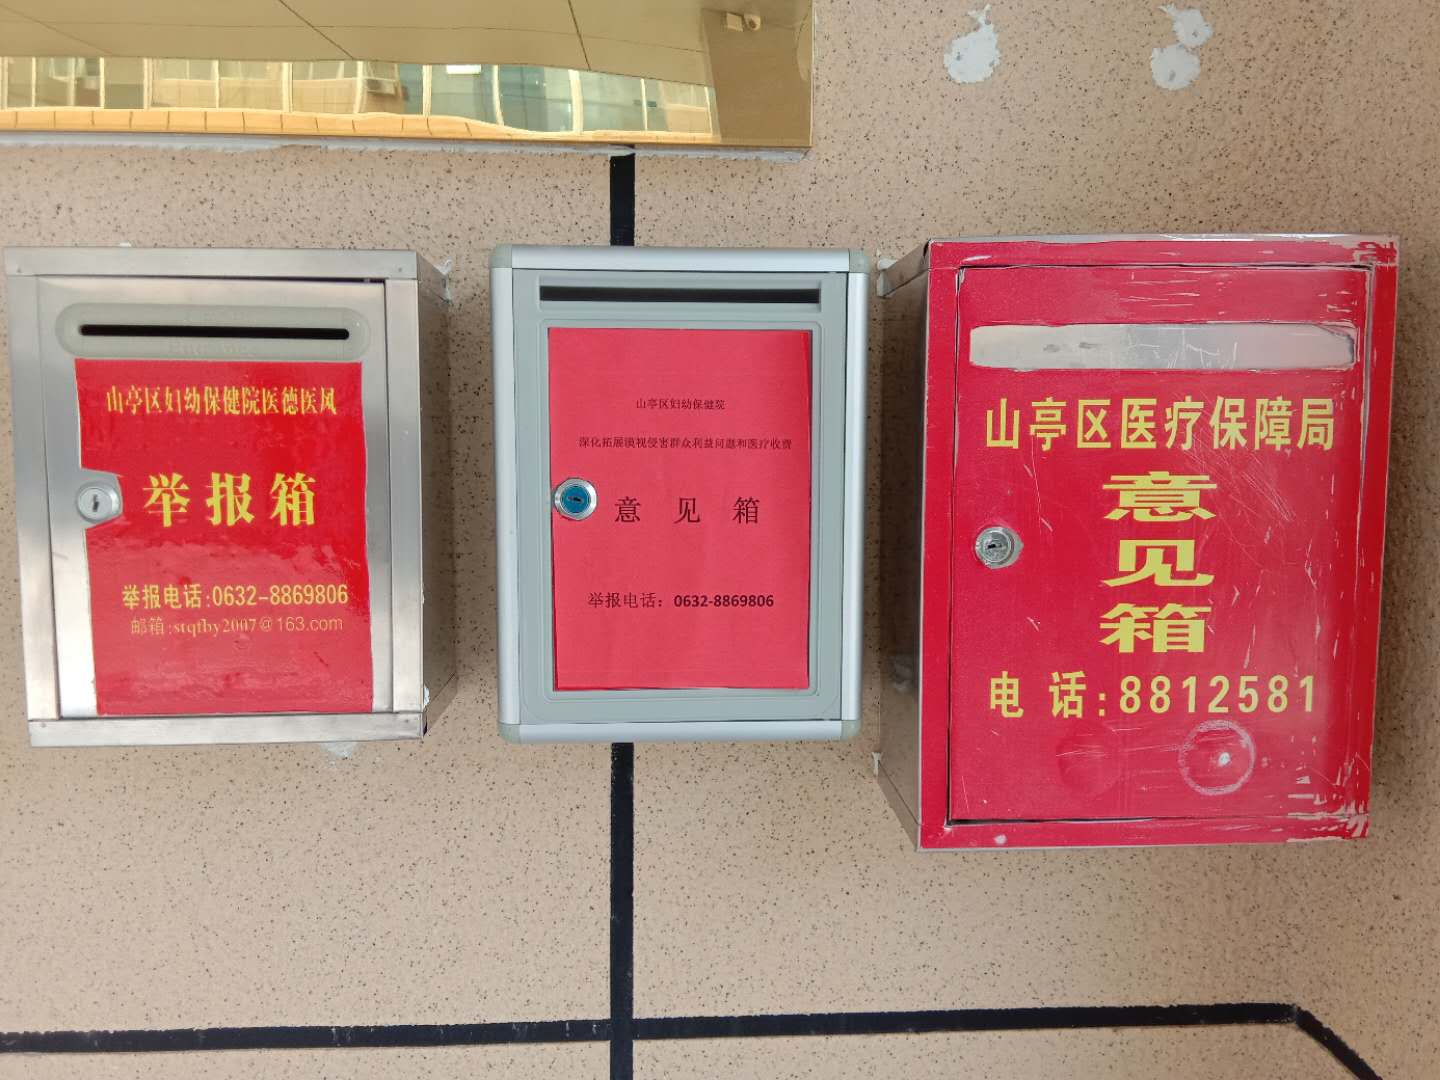 山亭区妇幼保健院医德医风
举报箱
举报电话:0632-8869806
邮箱:stqfby2007@163.com
山亭区妇幼保健院
深化拓展漠视侵害群众利益问题和医疗收费
意见箱
举报电话：0632-8869806
山亭区医疗保障局
意
见
箱
电话:8812581